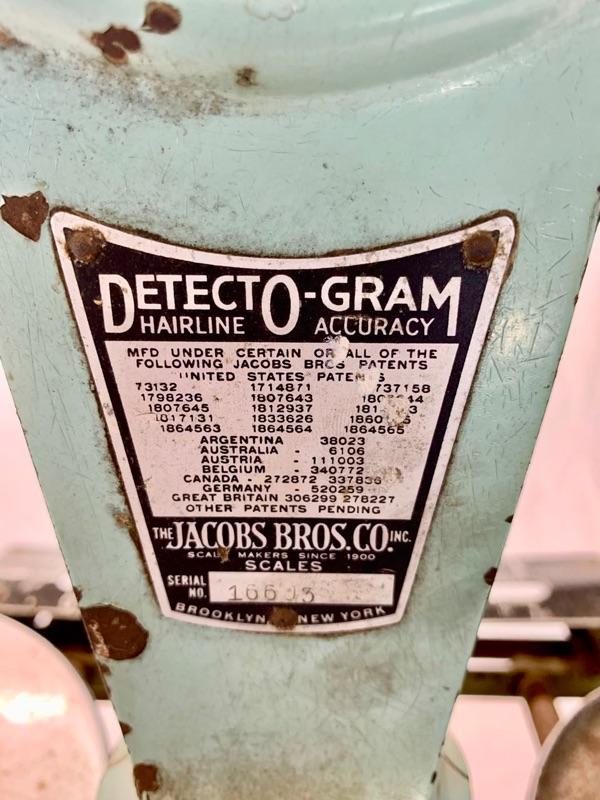 DETECTO-GRAM
HAIRLINE ACCURACY
MFD UNDER CERTAIN OR ALL OF THE
FOLLOWING JACOBS BROS PATENTS
UNITED STATES PATENTS
73132 1714871 737158
1798236 1807643
1807645 1812937
1817131 1833626
1864563 1864564 1864565
ARGENTINA 38023
AUSTRALIA - 6106
AUSTRIA - 111003
BELGIUM - 340772
CANADA - 272872
GERMANY - 520259
GREAT BRITAIN 306299 278227
OTHER PATENTS PENDING
THE JACOBS BROS. CO. INC.
SCALE MAKERS SINCE 1900
SCALES
SERIAL
NO.
BROOKLYN NEW YORK